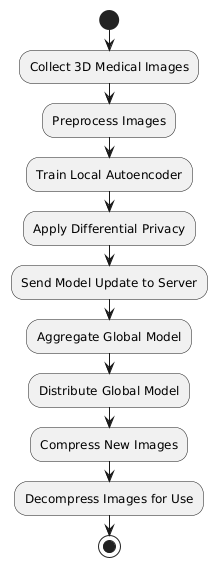 Collect 3D Medical Images
Preprocess Images
Train Local Autoencoder
Apply Differential Privacy
Send Model Update to Server
Aggregate Global Model
Distribute Global Model
Compress New Images
Decompress Images for Use